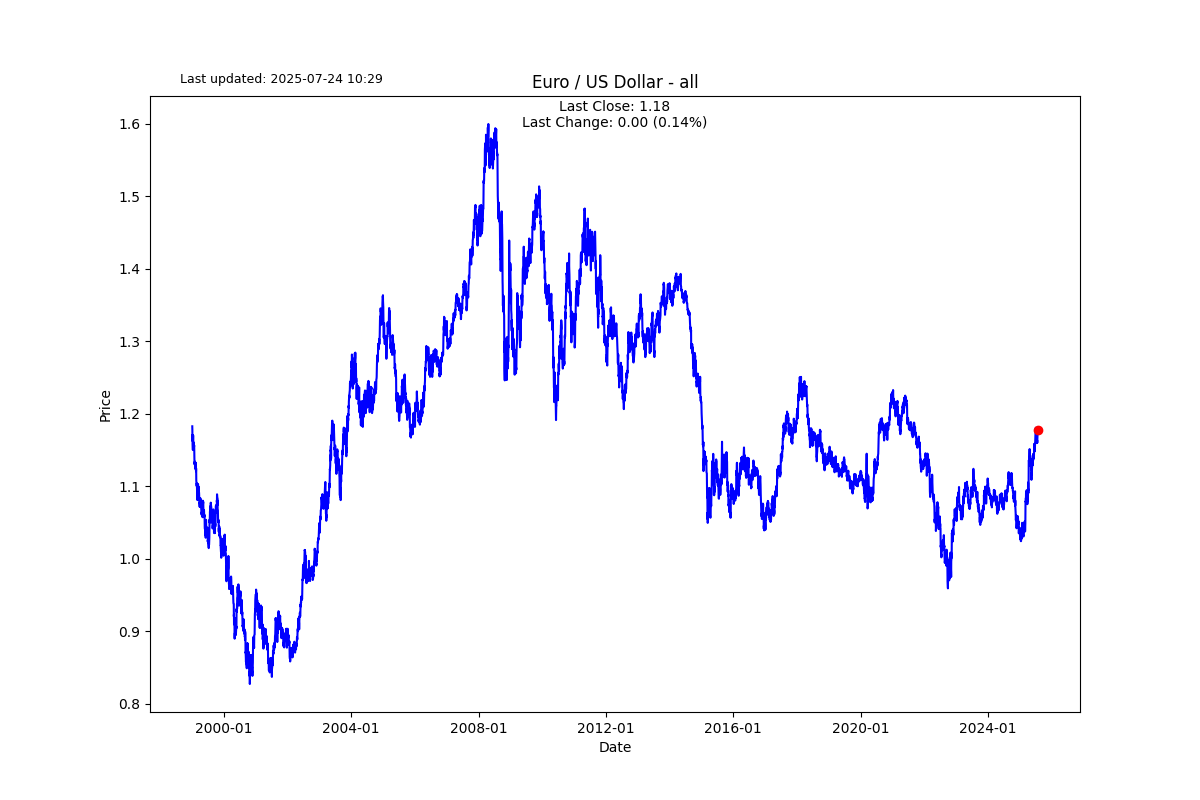 Last updated: 2025-07-24 10:29
Euro / US Dollar - all
Last Close: 1.18
Last Change: 0.00 (0.14%)
1.6
1.5
1.4
1.3
1.2
1.1
1.0
0.9
0.8
Price
2000-01
2004-01
2008-01
2012-01
2016-01
2020-01
2024-01
Date